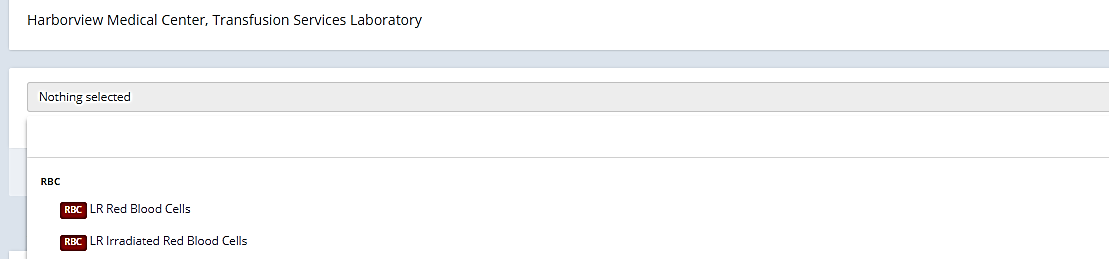 Harborview Medical Center, Transfusion Services Laboratory
Nothing selected
RBC
RBC LR Red Blood Cells
RBC LR Irradiated Red Blood Cells